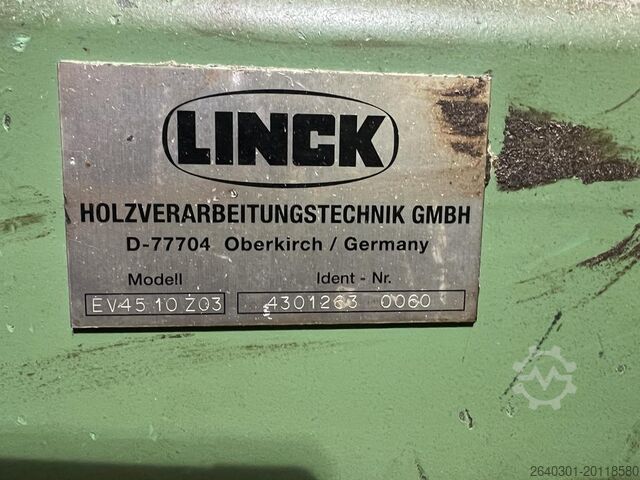 LINCK
HOLZVERARBEITUNGSTECHNIK GMBH
D-77704 Oberkirch / Germany
Modell Ident - Nr.
EV45 10 Z03 4301263 0060
2640301-20118580